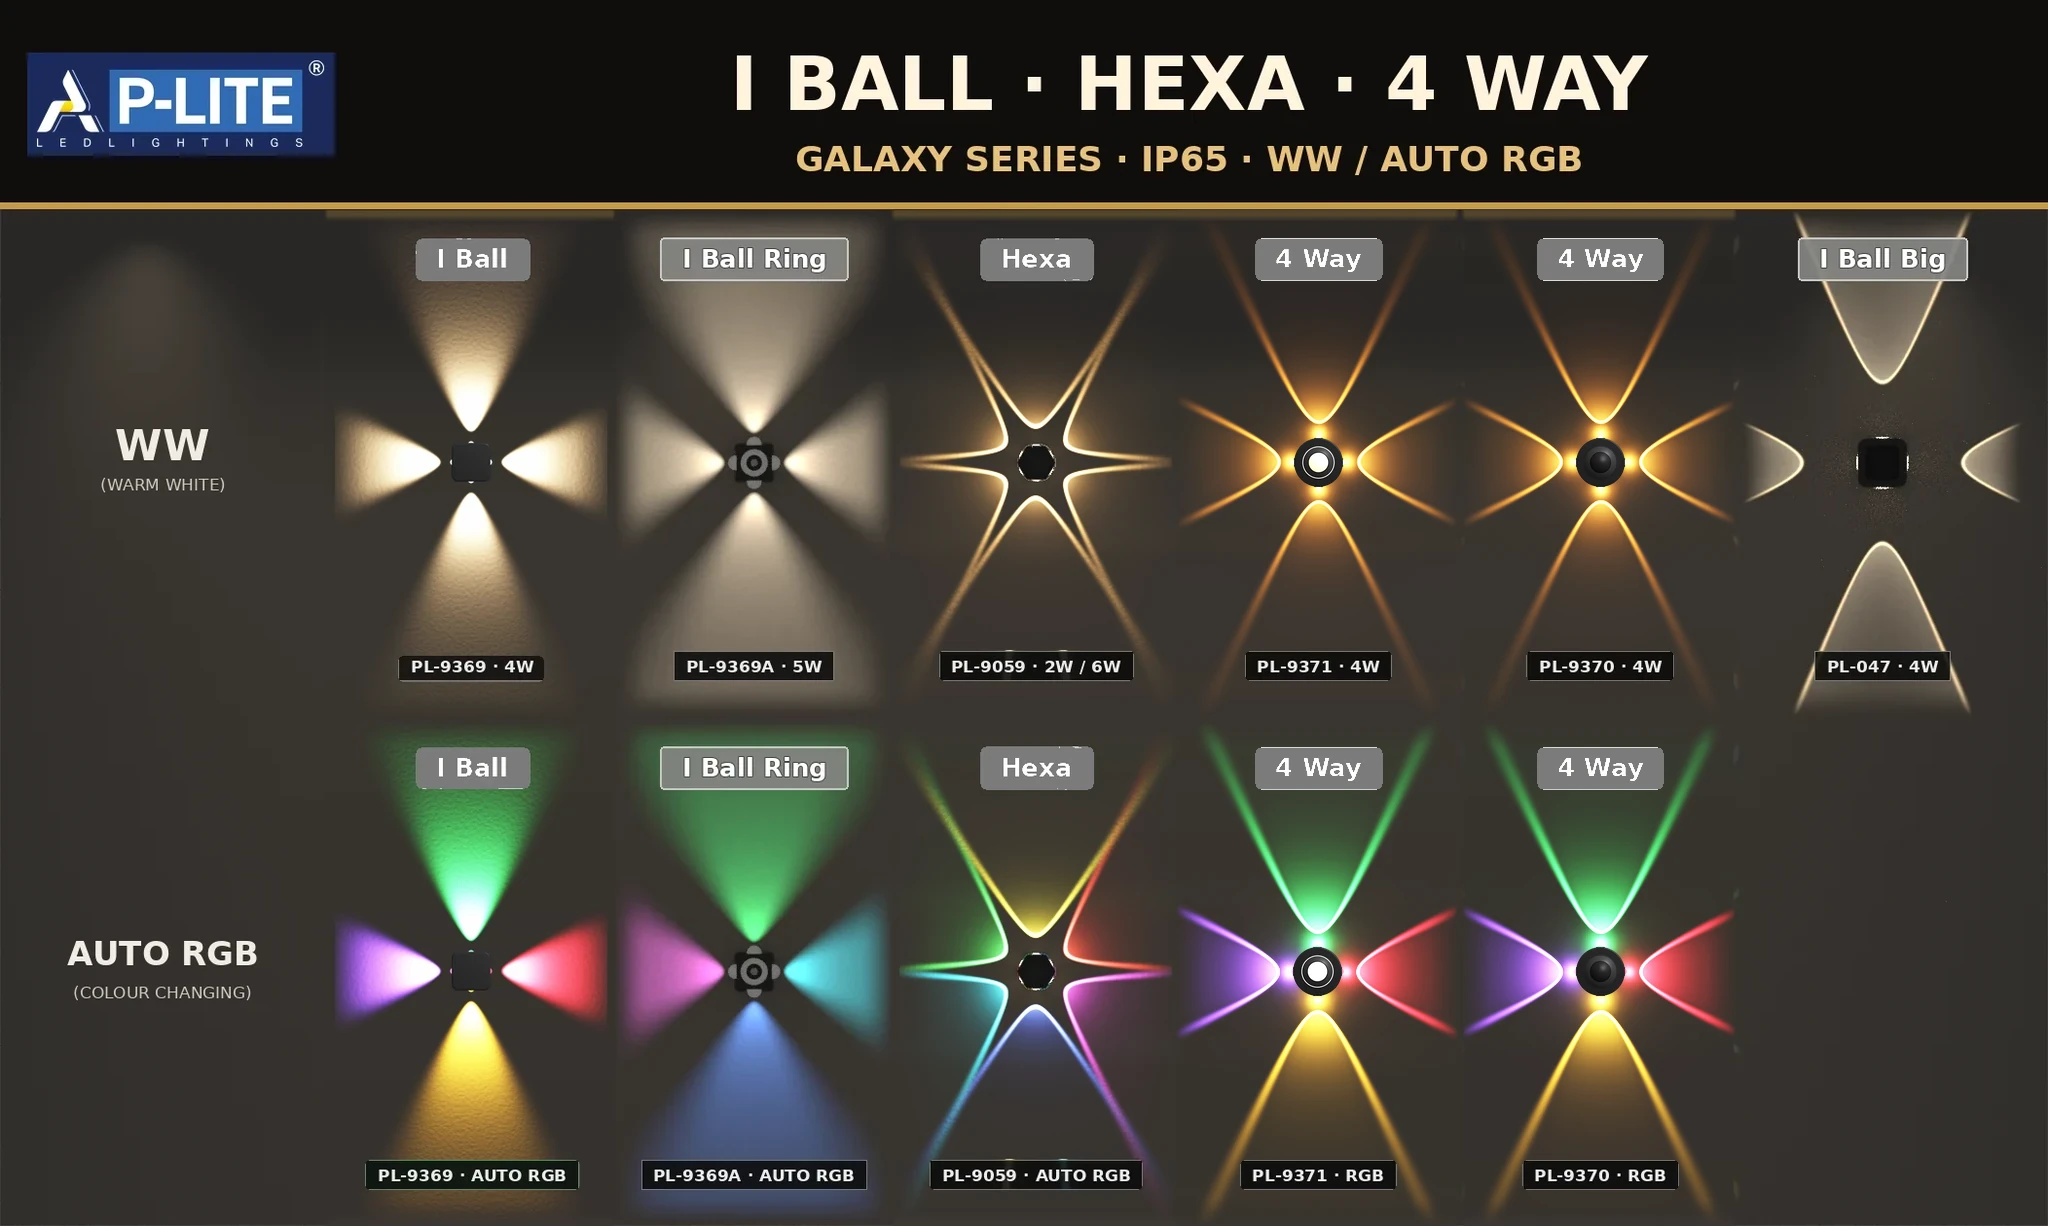 AP-LITE®
LEDLIGHTINGS
I BALL · HEXA · 4 WAY
GALAXY SERIES · IP65 · WW / AUTO RGB
I Ball
I Ball Ring
Hexa
4 Way
4 Way
I Ball Big
WW
(WARM WHITE)
PL-9369 · 4W
PL-9369A · 5W
PL-9059 · 2W / 6W
PL-9371 · 4W
PL-9370 · 4W
PL-047 · 4W
I Ball
I Ball Ring
Hexa
4 Way
4 Way
AUTO RGB
(COLOUR CHANGING)
PL-9369 · AUTO RGB
PL-9369A · AUTO RGB
PL-9059 · AUTO RGB
PL-9371 · RGB
PL-9370 · RGB